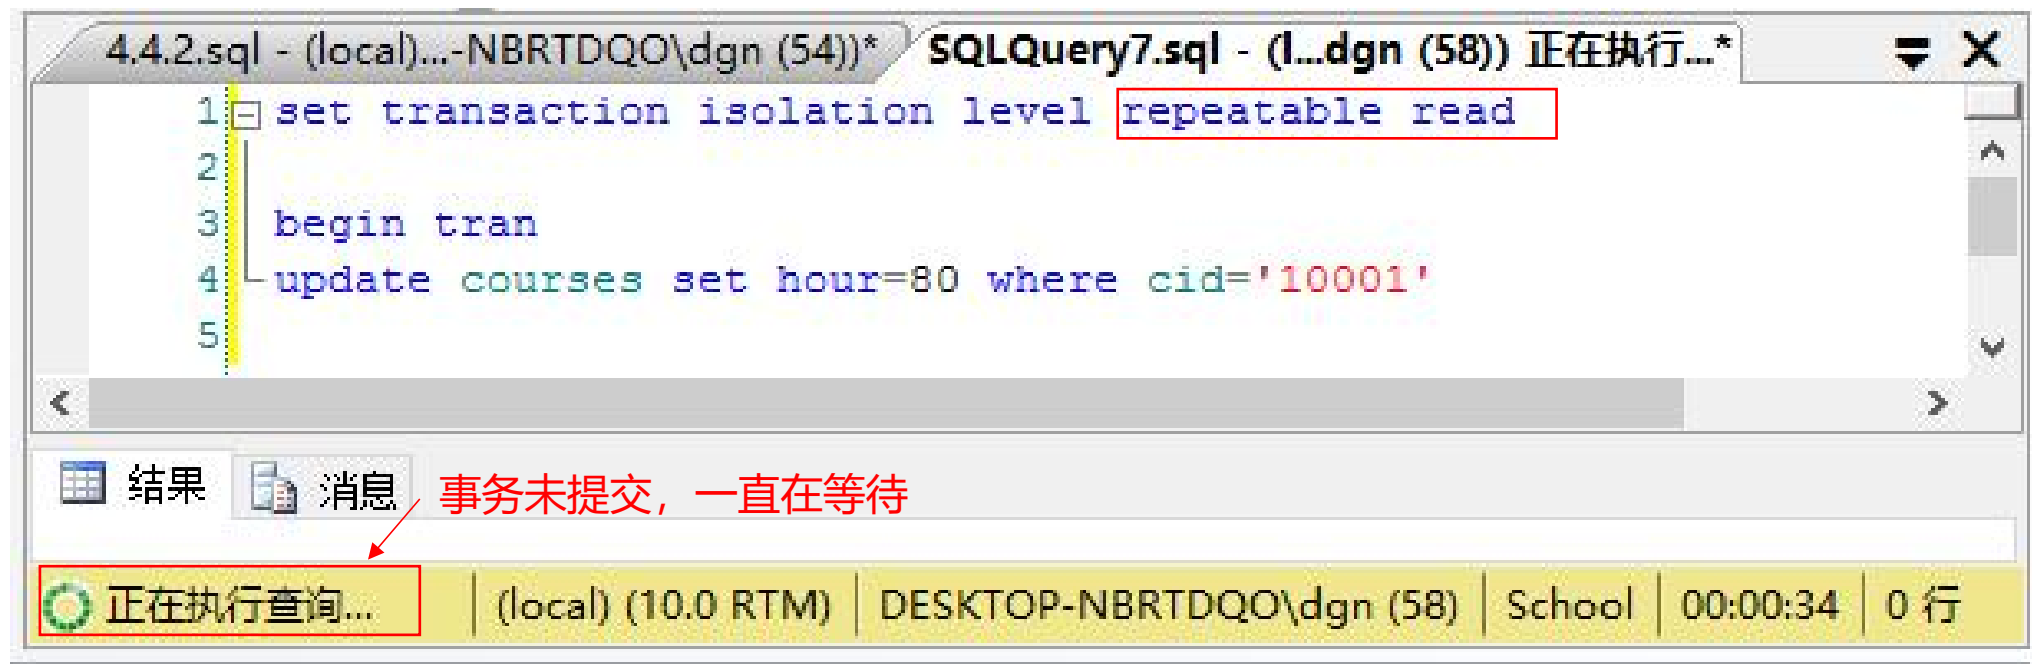 4.4.2.sql - (local)...-NBRTDQO\dgn (54))* SQLQuery7.sql - (l...dgn (58)) 正在执行...*
1 set transaction isolation level repeatable read
2
3 begin tran
4 update courses set hour=80 where cid='10001'
5
结果 消息 事务未提交，一直在等待
正在执行查询... (local) (10.0 RTM) DESKTOP-NBRTDQO\dgn (58) School 00:00:34 0 行